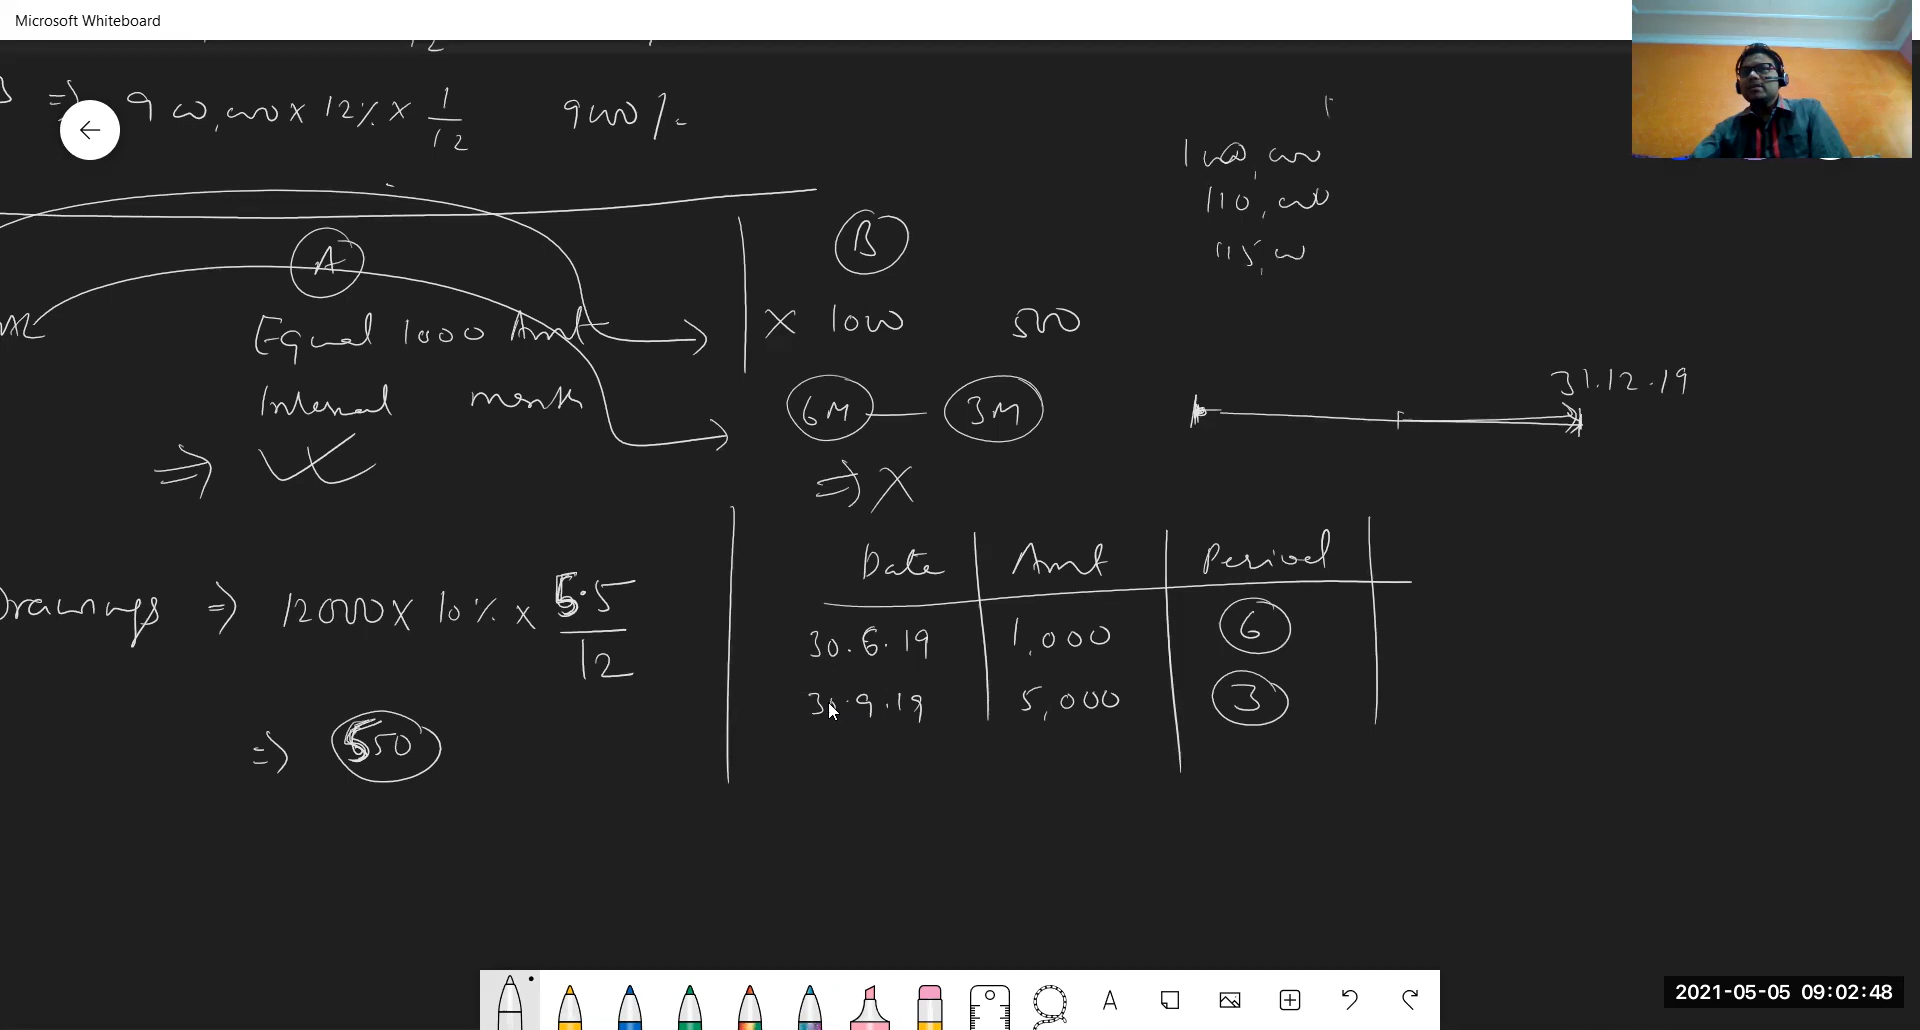 Microsoft Whiteboard
⇒ 9 00,000 x 12% x 1/12 9000/-
100,000
110,000
115,00
A
B
Equal 1000 Amt
x 1000 500
Interval month
6M — 3M
31.12.19
⇒ ✓
⇒ X
Date Amt Period
Drawings ⇒ 12000 x 10% x 5.5/12
30.6.19 1,000 6
30.9.19 5,000 3
⇒ 550
2021-05-05 09:02:48